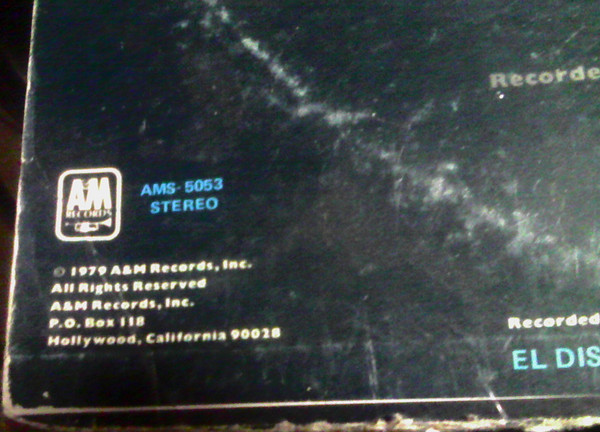 Recorde
A&M
RECORDS
AMS-5053
STEREO
© 1979 A&M Records, Inc.
All Rights Reserved
A&M Records, Inc.
P.O. Box 118
Hollywood, California 90028
Recorded
EL DIS